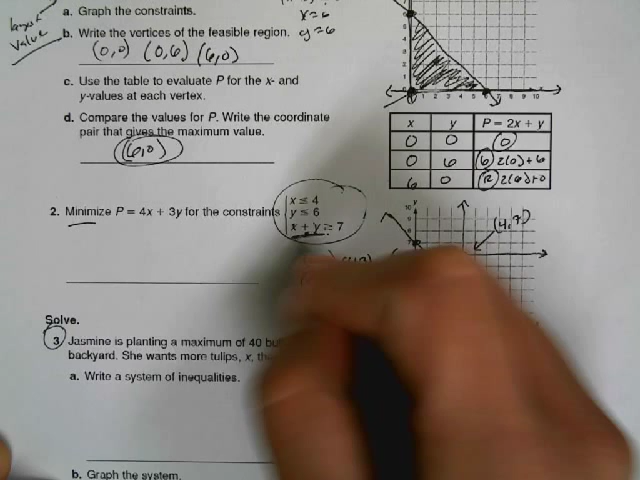 larger
value
a. Graph the constraints.
x=6
b. Write the vertices of the feasible region. y=6
(0,0) (0,6) (6,0)
c. Use the table to evaluate P for the x- and
y-values at each vertex.
d. Compare the values for P. Write the coordinate
pair that gives the maximum value.
(6,0)
x y P = 2x + y
0 0 0
0 6 6 2(0)+6
6 0 12 2(6)+0
2. Minimize P = 4x + 3y for the constraints
x ≤ 4
y ≤ 6
x + y ≥ 7
Solve.
3 Jasmine is planting a maximum of 40
backyard. She wants more tulips, x,
a. Write a system of inequalities.
b. Graph the system.